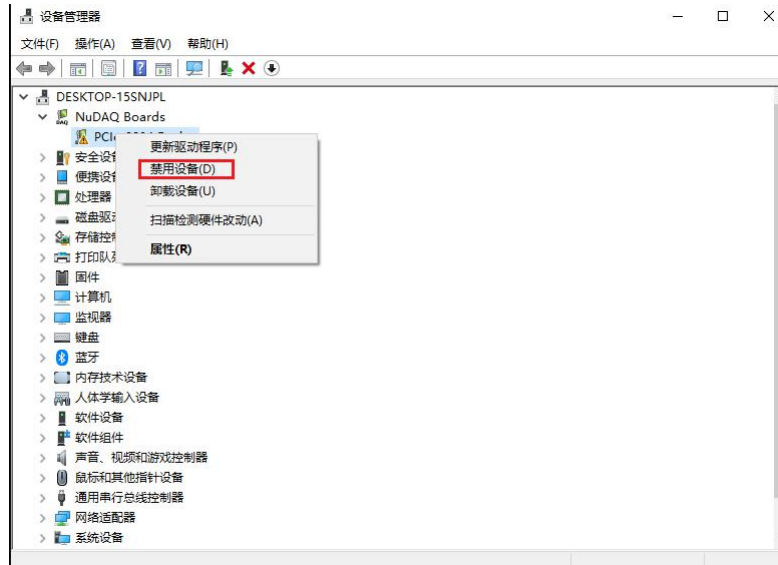 设备管理器
文件(F) 操作(A) 查看(V) 帮助(H)
DESKTOP-15SNJPL
NuDAQ Boards
更新驱动程序(P)
禁用设备(D)
卸载设备(U)
扫描检测硬件改动(A)
属性(R)
安全设
便携设
处理器
磁盘驱
存储控
打印队
固件
计算机
监视器
键盘
蓝牙
内存技术设备
人体学输入设备
软件设备
软件组件
声音、视频和游戏控制器
鼠标和其他指针设备
通用串行总线控制器
网络适配器
系统设备